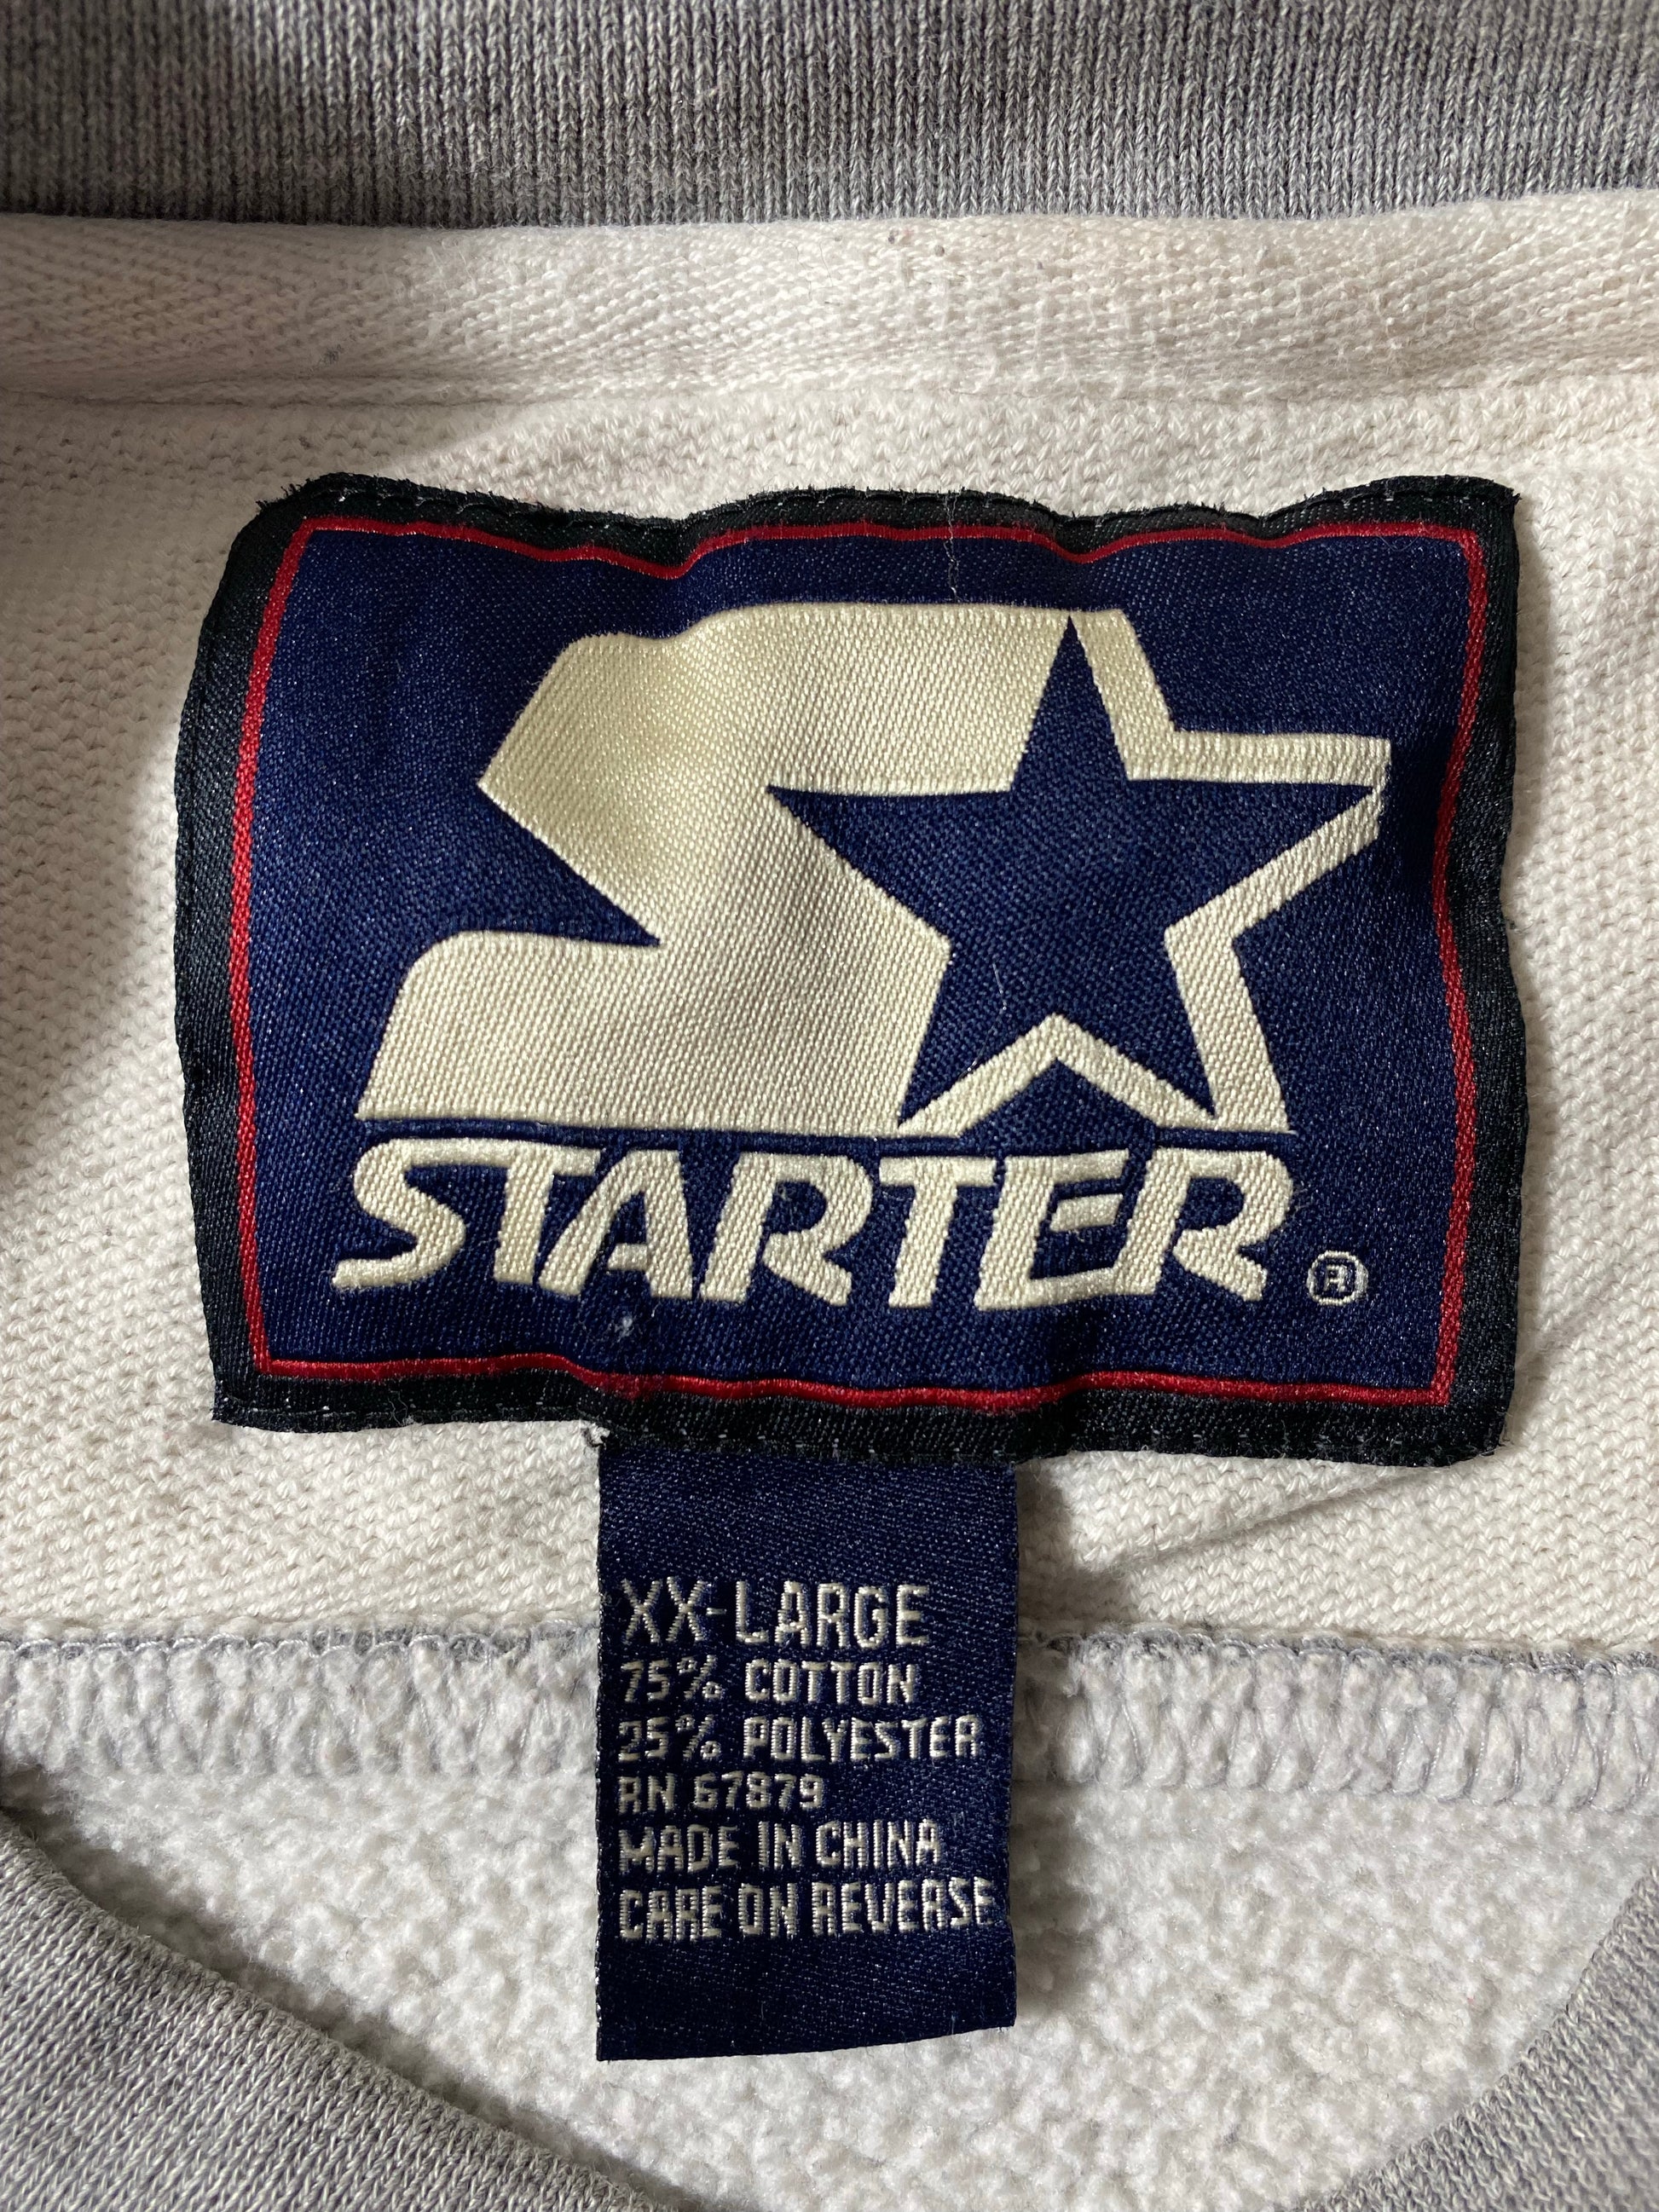 STARTER®
XX-LARGE
75% COTTON
25% POLYESTER
RN 67879
MADE IN CHINA
CARE ON REVERSE